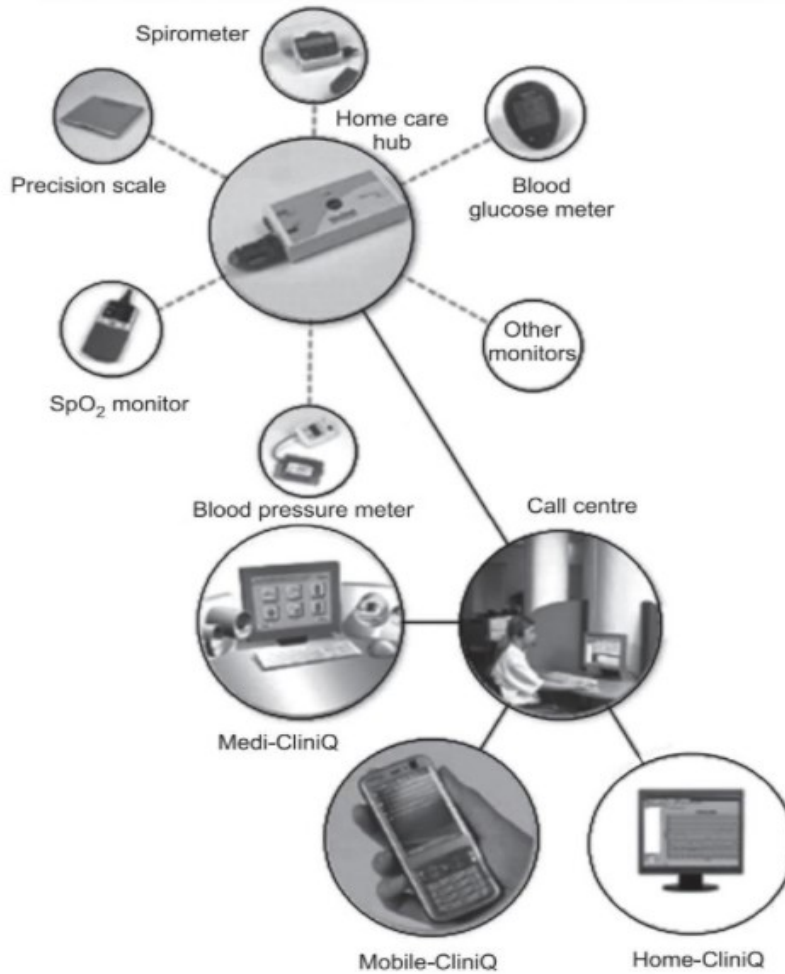 Spirometer
Home care
hub
Precision scale
Blood
glucose meter
Other
monitors
SpO₂ monitor
Blood pressure meter
Call centre
Medi-CliniQ
Mobile-CliniQ
Home-CliniQ